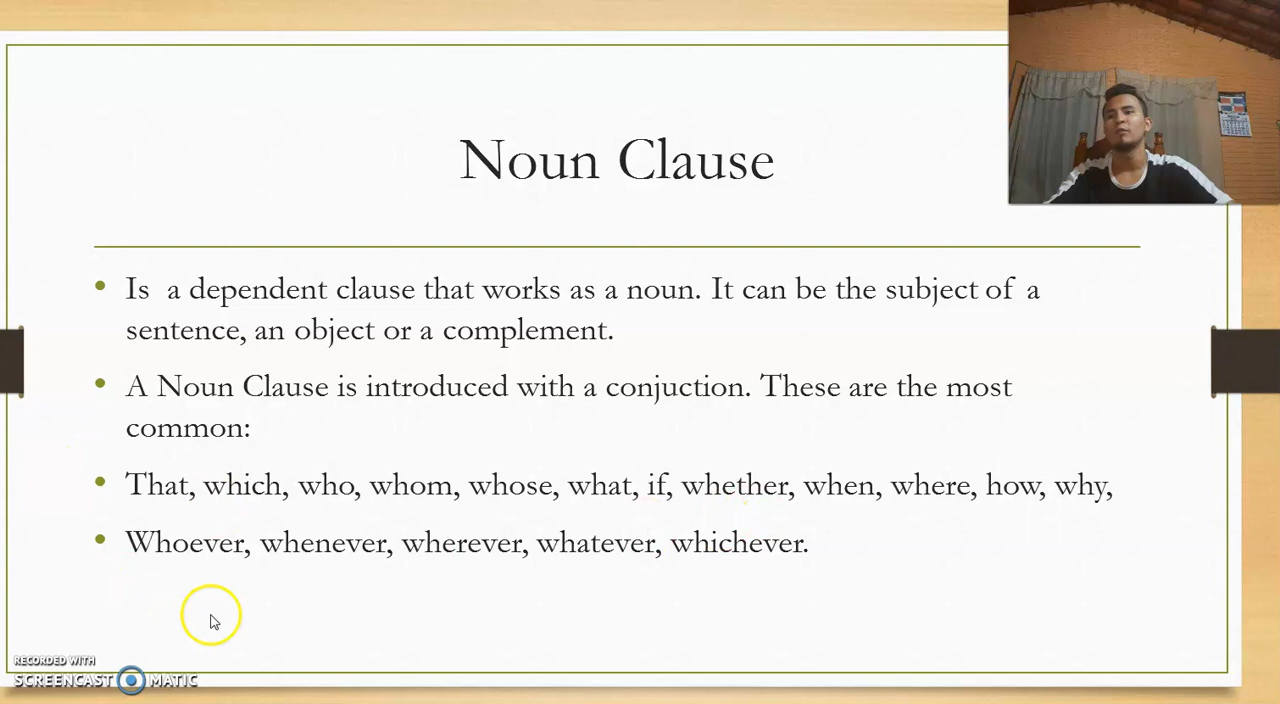 Noun Clause
Is a dependent clause that works as a noun. It can be the subject of a
sentence, an object or a complement.
A Noun Clause is introduced with a conjuction. These are the most
common:
That, which, who, whom, whose, what, if, whether, when, where, how, why,
Whoever, whenever, wherever, whatever, whichever.
RECORDED WITH
SCREENCAST MATIC